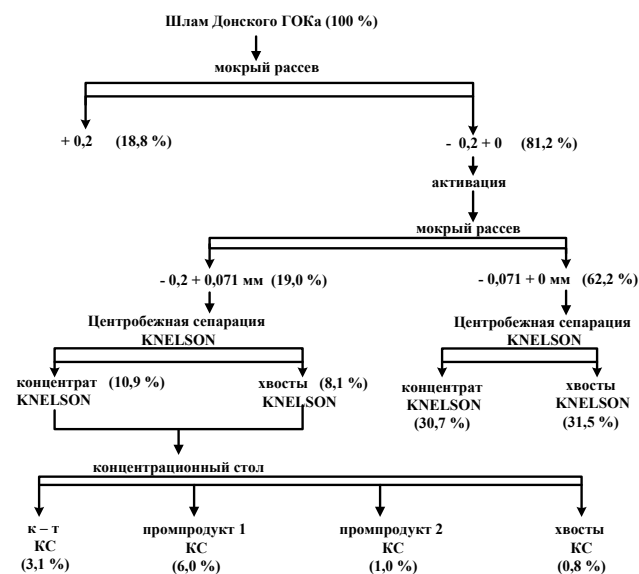 Шлам Донского ГОКа (100 %)
мокрый рассев
+ 0,2 (18,8 %)
- 0,2 + 0 (81,2 %)
активация
мокрый рассев
- 0,2 + 0,071 мм (19,0 %)
- 0,071 + 0 мм (62,2 %)
Центробежная сепарация
KNELSON
Центробежная сепарация
KNELSON
концентрат (10,9 %)
KNELSON
хвосты (8,1 %)
KNELSON
концентрат
KNELSON
(30,7 %)
хвосты
KNELSON
(31,5 %)
концентрационный стол
к – т
КС
(3,1 %)
промпродукт 1
КС
(6,0 %)
промпродукт 2
КС
(1,0 %)
хвосты
КС
(0,8 %)